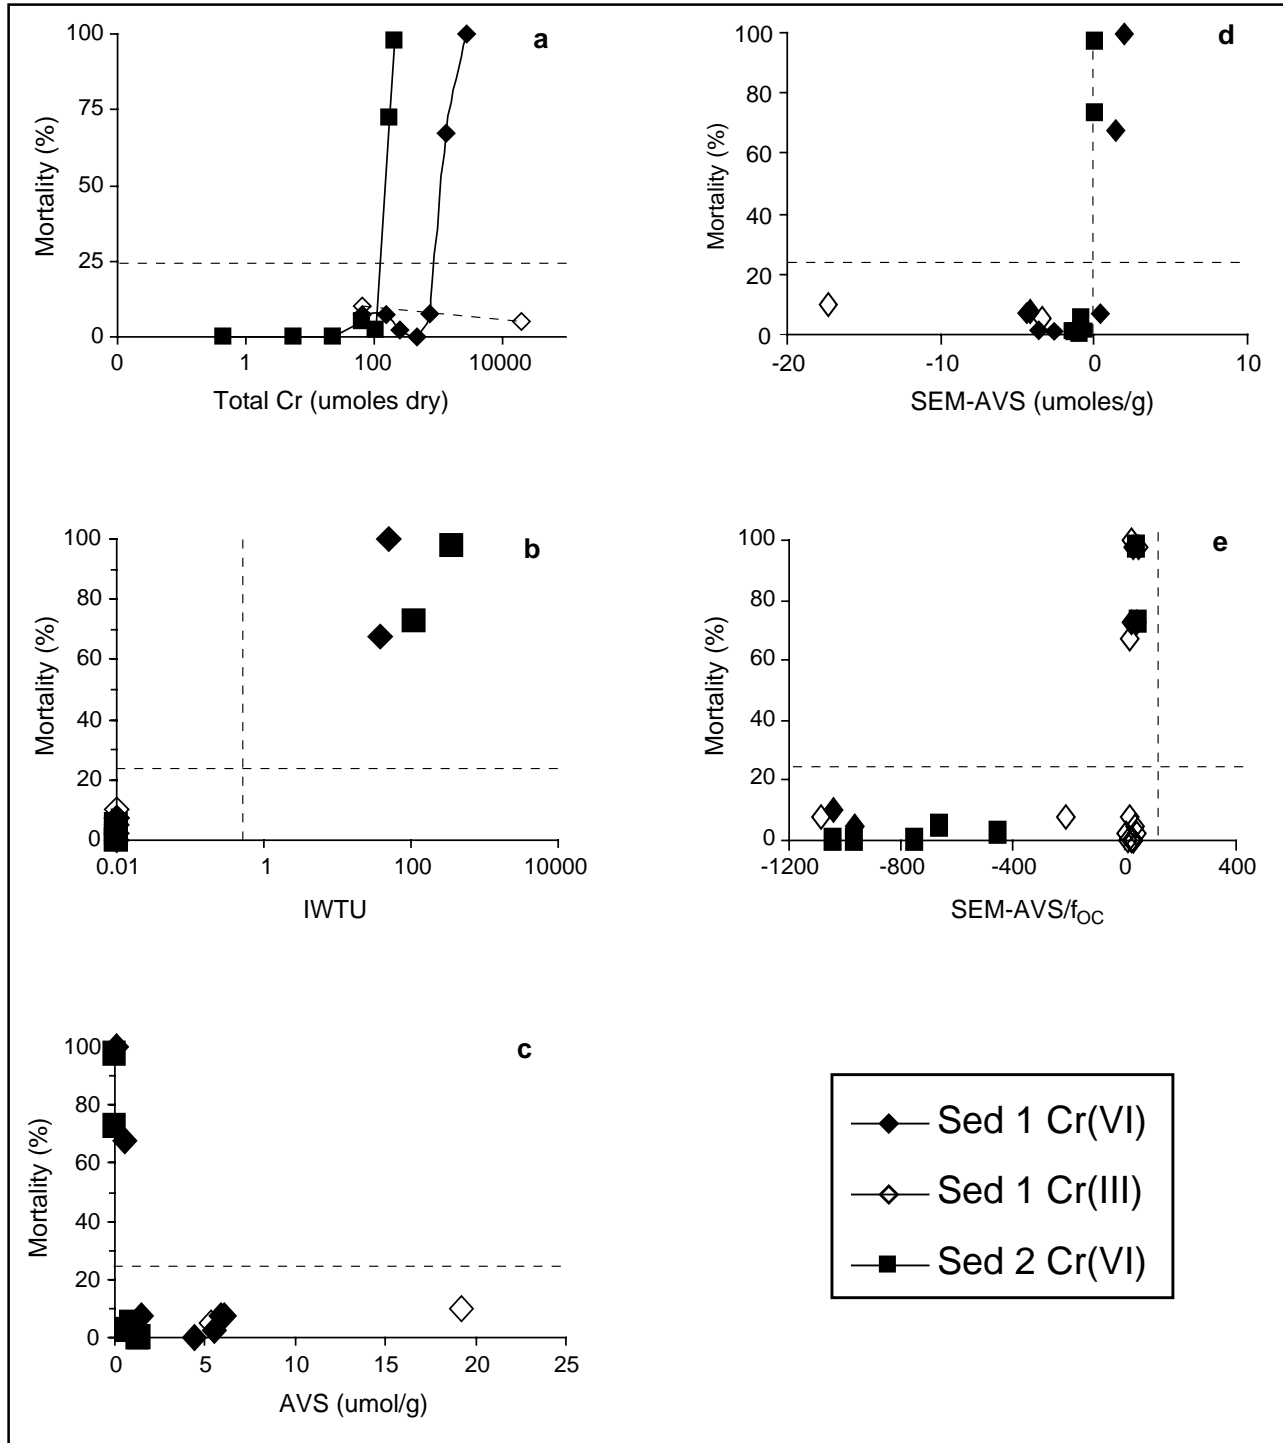 a
100
75
50
25
0
Mortality (%)
0 1 100 10000
Total Cr (umoles dry)
d
100
80
60
40
20
0
Mortality (%)
-20 -10 0 10
SEM-AVS (umoles/g)
b
100
80
60
40
20
0
Mortality (%)
0.01 1 100 10000
IWTU
e
100
80
60
40
20
0
Mortality (%)
-1200 -800 -400 0 400
SEM-AVS/fOC
c
100
80
60
40
20
0
Mortality (%)
0 5 10 15 20 25
AVS (umol/g)
Sed 1 Cr(VI)
Sed 1 Cr(III)
Sed 2 Cr(VI)